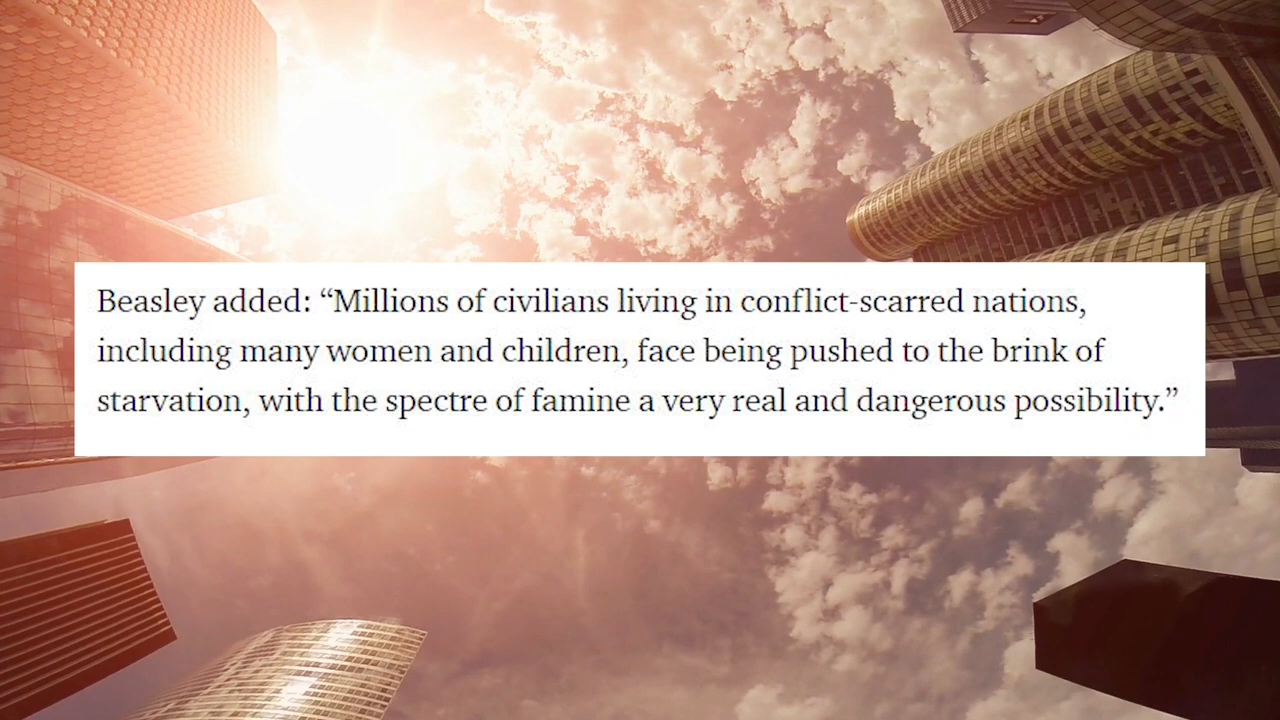 Beasley added: “Millions of civilians living in conflict-scarred nations,
including many women and children, face being pushed to the brink of
starvation, with the spectre of famine a very real and dangerous possibility.”